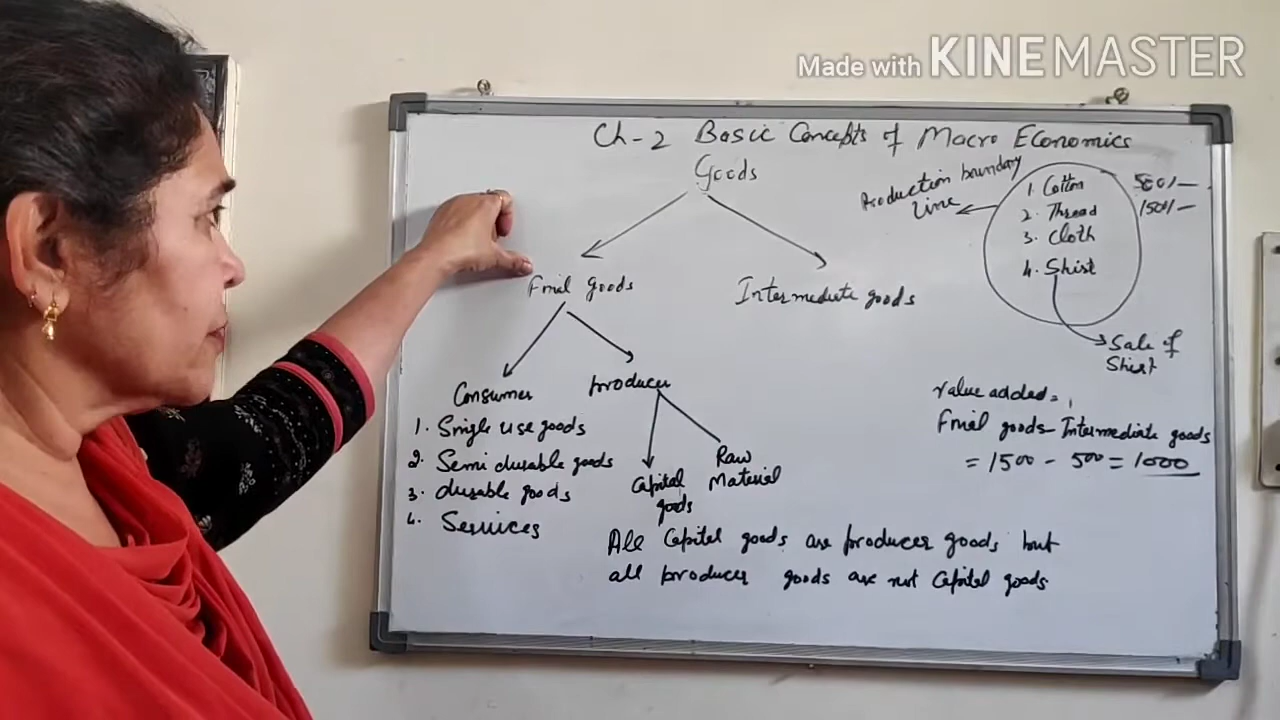 Made with KINEMASTER
Ch-2 Basic Concepts of Macro Economics
Goods
Production boundary
line
1. Cotton 500/-
2. Thread 1500/-
3. Cloth
4. Shirt
Sale of
Shirt
Final goods
Intermediate goods
Consumer
1. Single use goods
2. Semi durable goods
3. durable goods
4. Services
producer
Capital
goods
Raw
Material
Value added =
Final goods - Intermediate goods
= 1500 - 500 = 1000
All Capital goods are producer goods but
all producer goods are not Capital goods